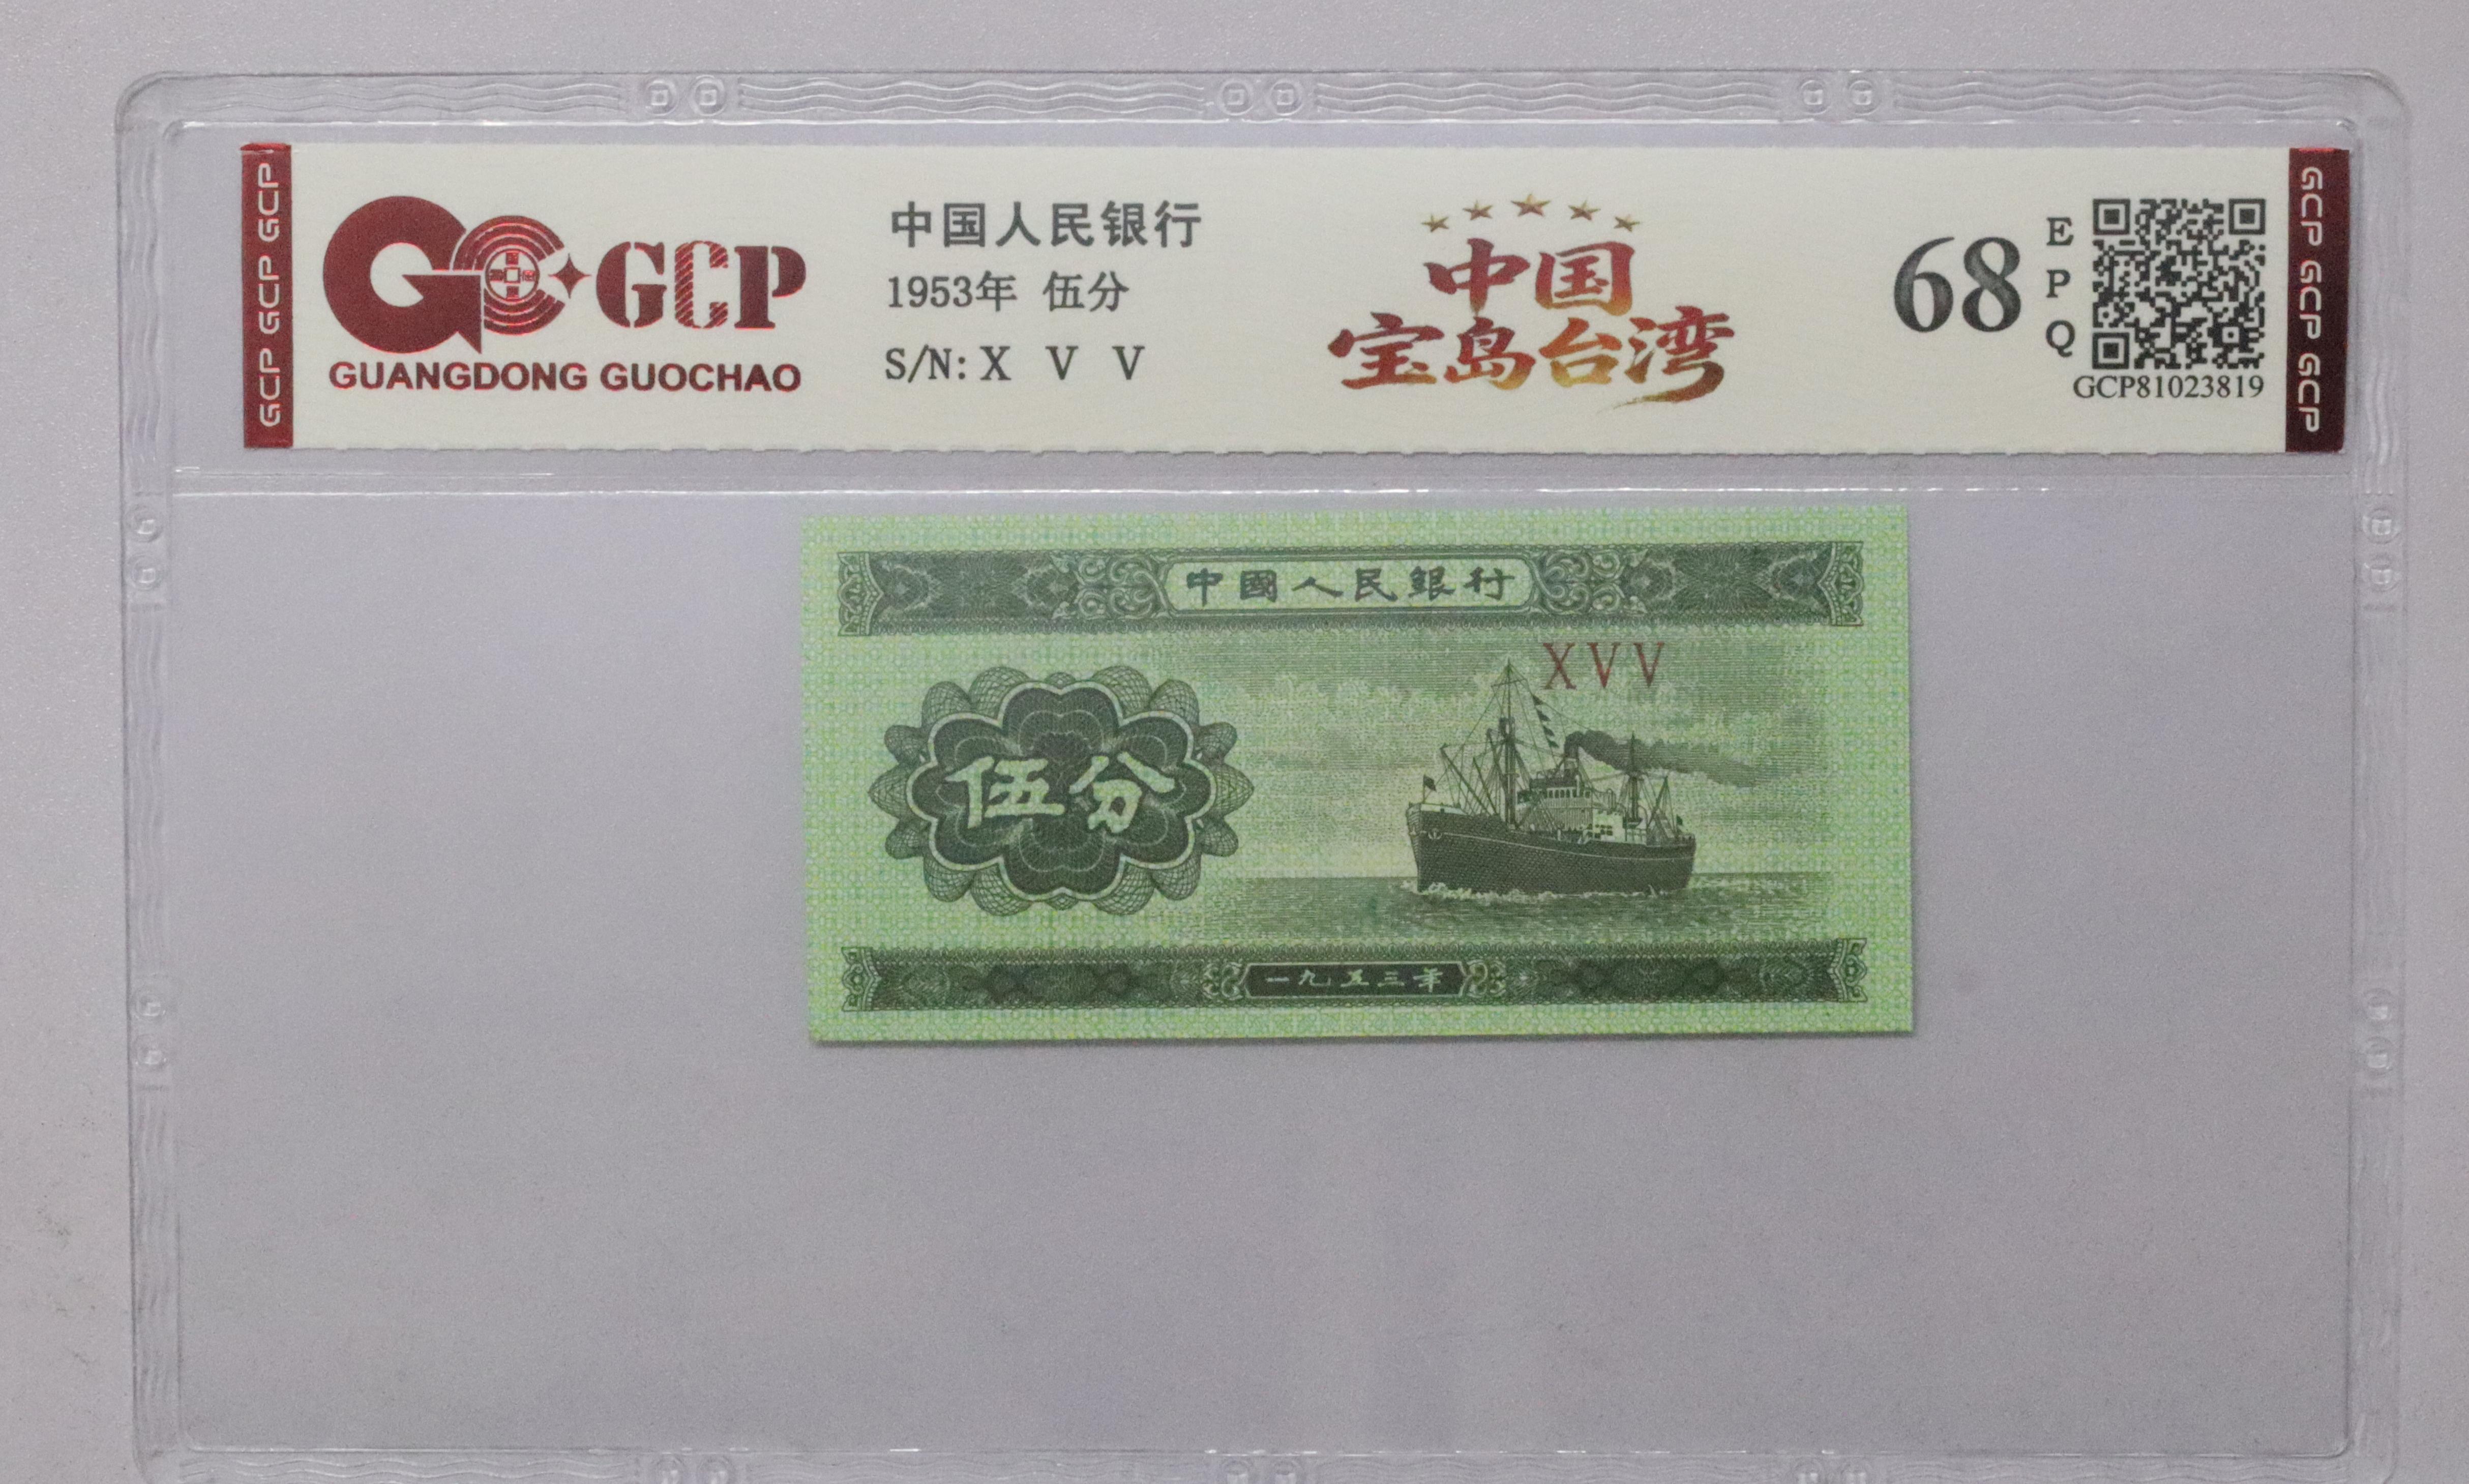 GCP GCP GCP
GCP
GUANGDONG GUOCHAO
中国人民银行
1953年 伍分
S/N: X V V
中国
宝岛台湾
68
E
P
Q
GCP81023819
GCP GCP GCP
中國人民銀行
XVV
伍分
一九五三年